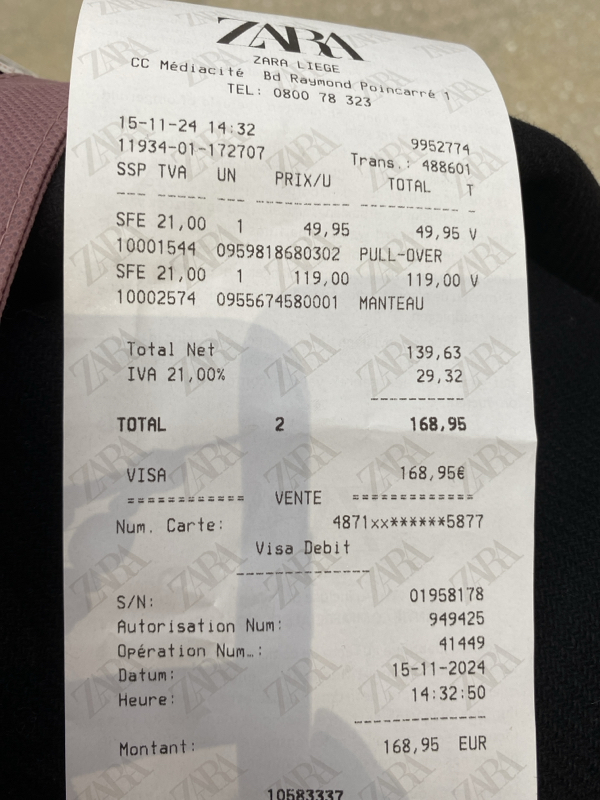 ZARA
ZARA LIEGE
CC Médiacité Bd Raymond Poincarré 1
TEL: 0800 78 323
15-11-24 14:32 9952774
11934-01-172707 Trans.: 488601
SSP TVA UN PRIX/U TOTAL T
--- --- -- ------------ ---------- -
SFE 21,00 1 49,95 49,95 V
10001544 0959818680302 PULL-OVER
SFE 21,00 1 119,00 119,00 V
10002574 0955674580001 MANTEAU
Total Net 139,63
IVA 21,00% 29,32
----------
TOTAL 2 168,95
VISA 168,95€
============ VENTE ============
Num. Carte: 4871xx******5877
Visa Debit
--------------
S/N: 01958178
Autorisation Num: 949425
Opération Num…: 41449
Datum: 15-11-2024
Heure: 14:32:50
--------------
Montant: 168,95 EUR
10583337